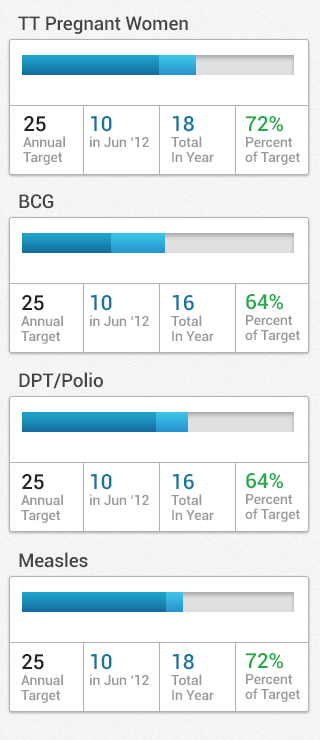 TT Pregnant Women
25 10 18 72%
Annual in Jun ‘12 Total Percent
Target In Year of Target
BCG
25 10 16 64%
Annual in Jun ‘12 Total Percent
Target In Year of Target
DPT/Polio
25 10 16 64%
Annual in Jun ‘12 Total Percent
Target In Year of Target
Measles
25 10 18 72%
Annual in Jun ‘12 Total Percent
Target In Year of Target